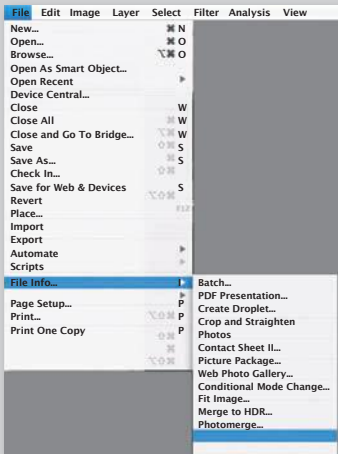 File Edit Image Layer Select Filter Analysis View
New... ⌘ N
Open... ⌘ O
Browse... ⌥⌘ O
Open As Smart Object...
Open Recent
Device Central...
Close W
Close All ⌘ W
Close and Go To Bridge... ⌥⌘ W
Save ⇧⌘ S
Save As... ⌘ S
Check In... ⇧⌘
Save for Web & Devices S
Revert ⌥⇧⌘
Place... F12
Import
Export
Automate
Scripts
File Info... I
Page Setup... P
Print... ⌥⇧⌘ P
Print One Copy P
⌘
⌥⇧⌘
Batch...
PDF Presentation...
Create Droplet...
Crop and Straighten
Photos
Contact Sheet II...
Picture Package...
Web Photo Gallery...
Conditional Mode Change...
Fit Image...
Merge to HDR...
Photomerge...